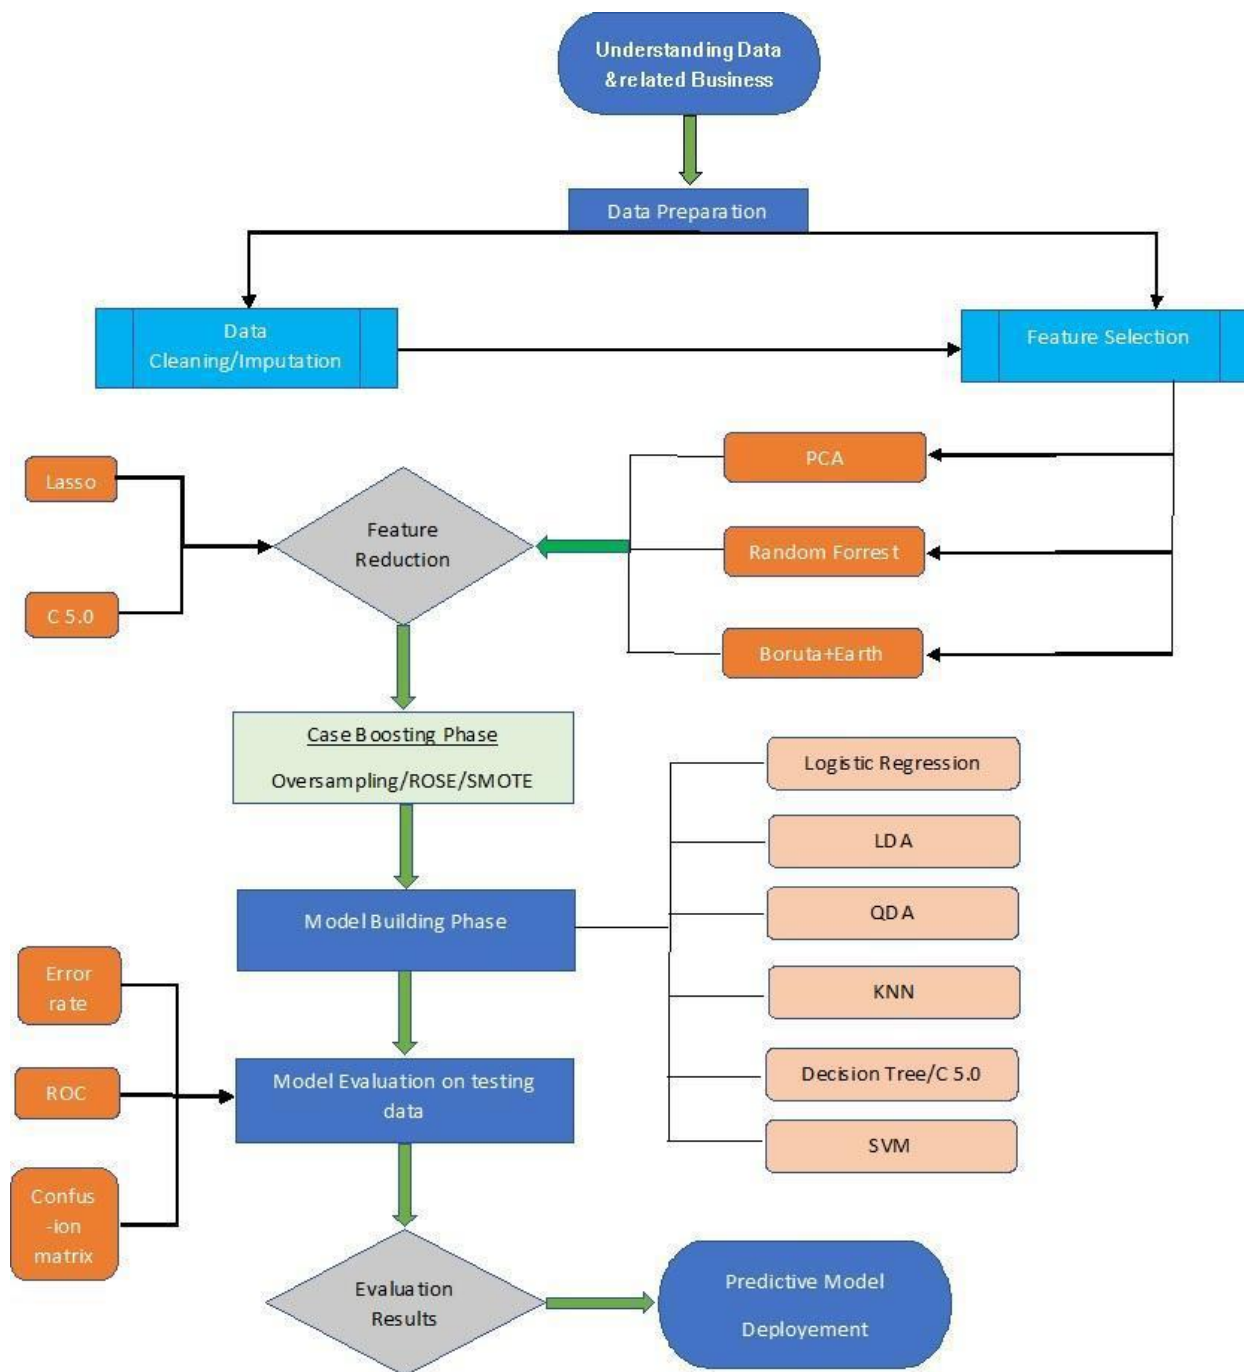 Understanding Data
&related Business
Data Preparation
Data
Cleaning/Imputation
Feature Selection
PCA
Lasso
Feature
Reduction
Random Forrest
C 5.0
Boruta+Earth
Case Boosting Phase
Oversampling/ROSE/SMOTE
Logistic Regression
LDA
QDA
Model Building Phase
KNN
Error
rate
Decision Tree/C 5.0
Model Evaluation on testing
data
ROC
SVM
Confus
-ion
matrix
Evaluation
Results
Predictive Model
Deployement